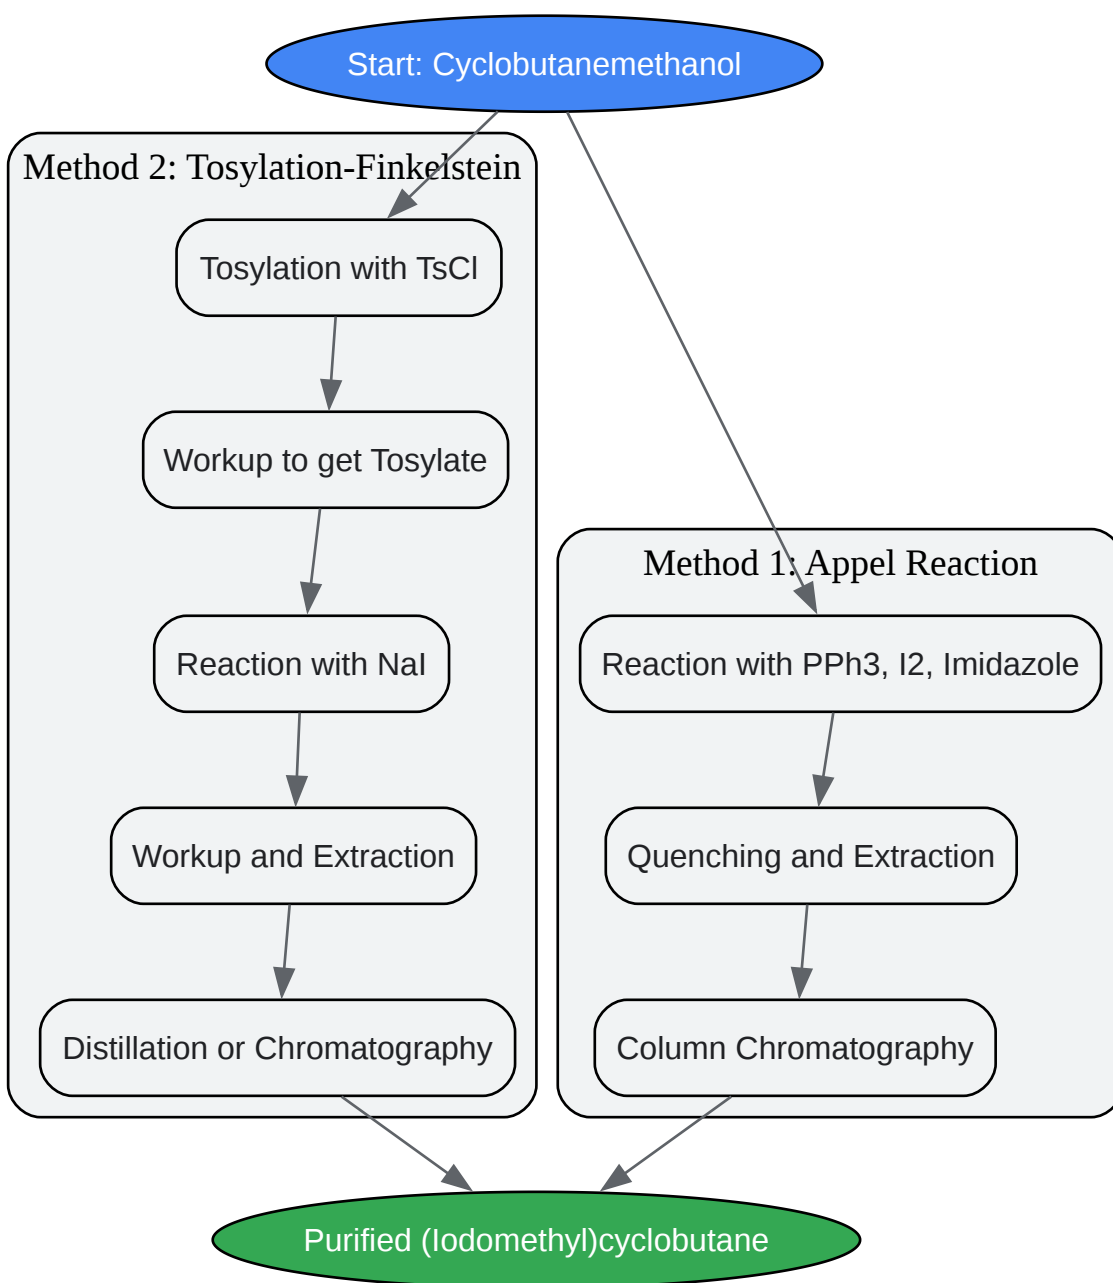 Start: Cyclobutanemethanol
Method 2: Tosylation-Finkelstein
Tosylation with TsCl
Workup to get Tosylate
Reaction with NaI
Workup and Extraction
Distillation or Chromatography
Method 1: Appel Reaction
Reaction with PPh3, I2, Imidazole
Quenching and Extraction
Column Chromatography
Purified (Iodomethyl)cyclobutane